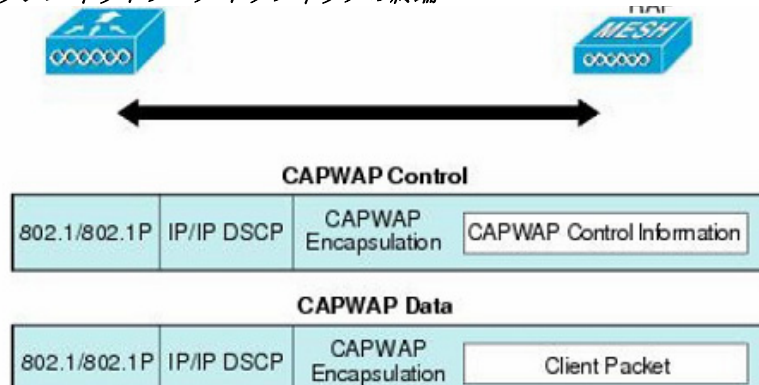 MESH
CAPWAP Control
802.1/802.1P
IP/IP DSCP
CAPWAP
Encapsulation
CAPWAP Control Information
CAPWAP Data
802.1/802.1P
IP/IP DSCP
CAPWAP
Encapsulation
Client Packet